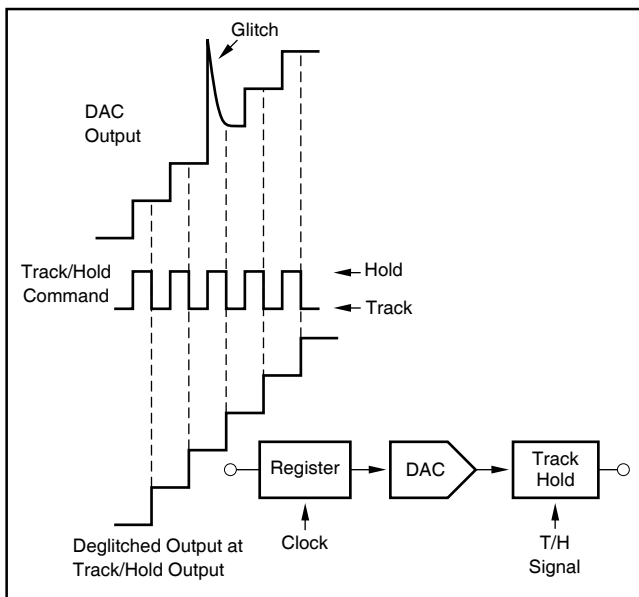 Glitch
DAC
Output
Track/Hold
Command
Hold
Track
Register
DAC
Track
Hold
Clock
T/H
Signal
Deglitched Output at
Track/Hold Output